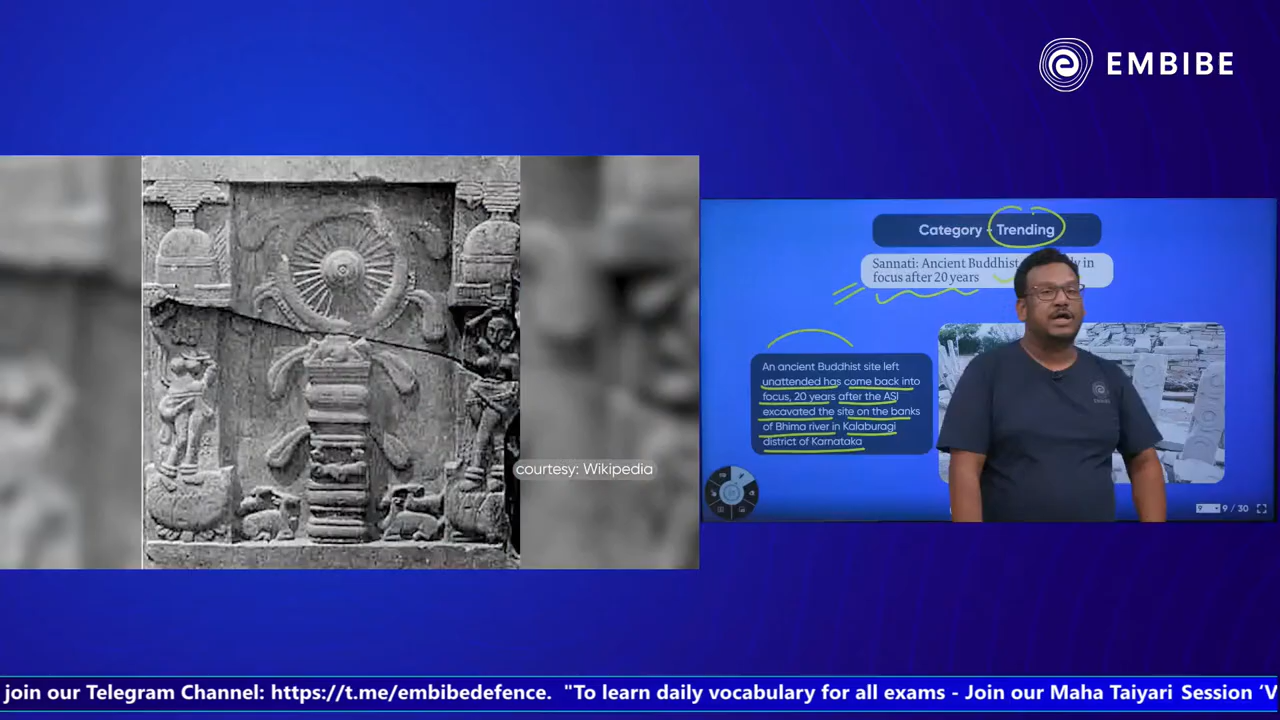 EMBIBE
Category - Trending
Sannati: Ancient Buddhist in
focus after 20 years
An ancient Buddhist site left
unattended has come back into
focus, 20 years after the ASI
excavated the site on the banks
of Bhima river in Kalaburagi
district of Karnataka
courtesy: Wikipedia
9 9 / 30
join our Telegram Channel: https://t.me/embibedefence. "To learn daily vocabulary for all exams - Join our Maha Taiyari Session ‘V